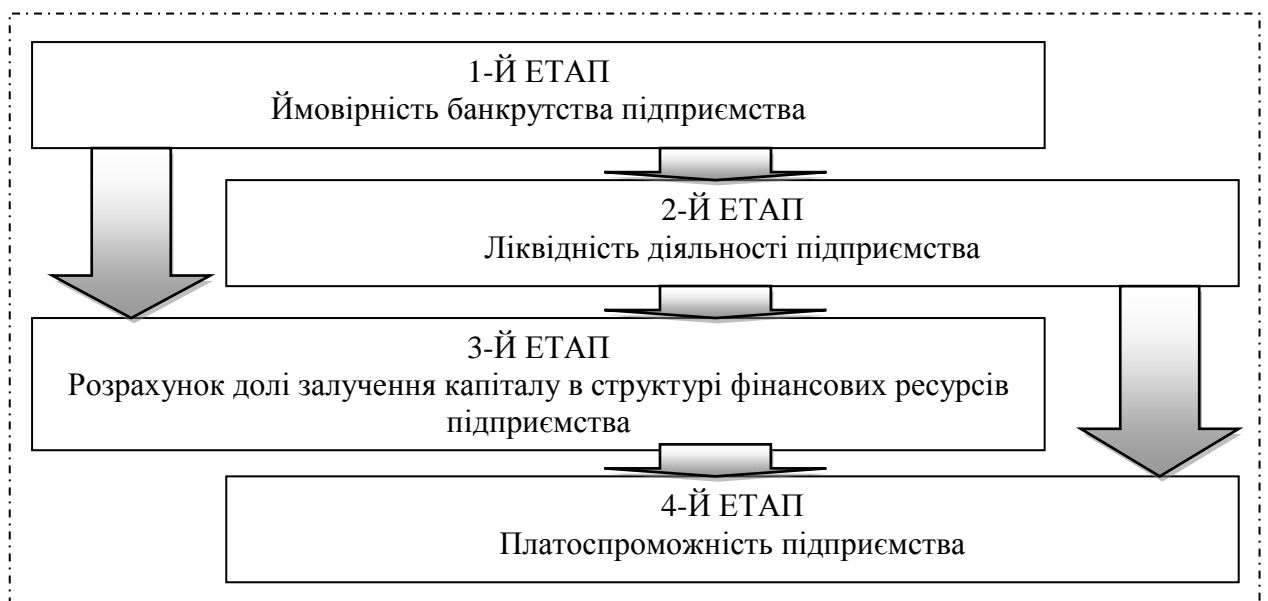 1-Й ЕТАП
Ймовірність банкрутства підприємства
2-Й ЕТАП
Ліквідність діяльності підприємства
3-Й ЕТАП
Розрахунок долі залучення капіталу в структурі фінансових ресурсів
підприємства
4-Й ЕТАП
Платоспроможність підприємства